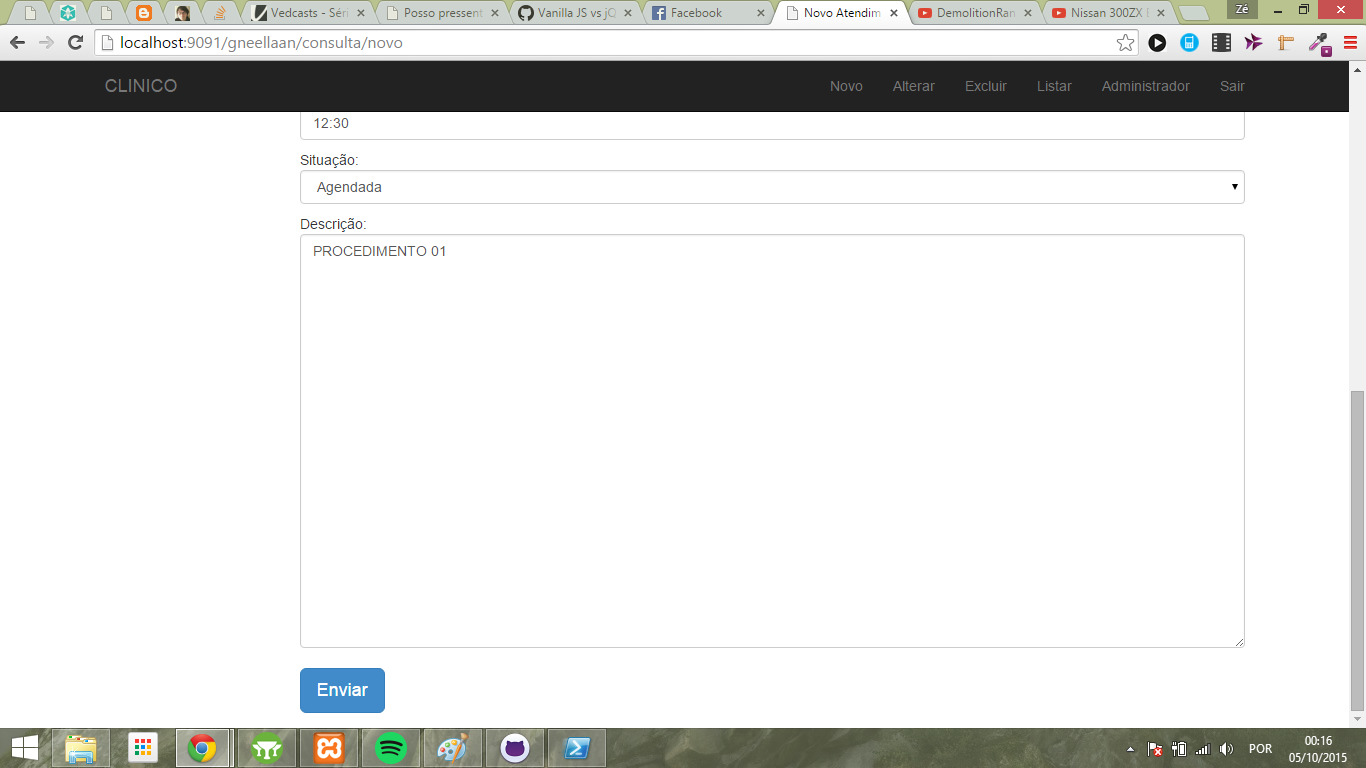 Vedcasts - Séri
Posso pressent
Vanilla JS vs jQ
Facebook
Novo Atendim
DemolitionRan
Nissan 300ZX
Zé
localhost:9091/gneellaan/consulta/novo
CLINICO
Novo
Alterar
Excluir
Listar
Administrador
Sair
12:30
Situação:
Agendada
Descrição:
PROCEDIMENTO 01
Enviar
POR
00:16
05/10/2015